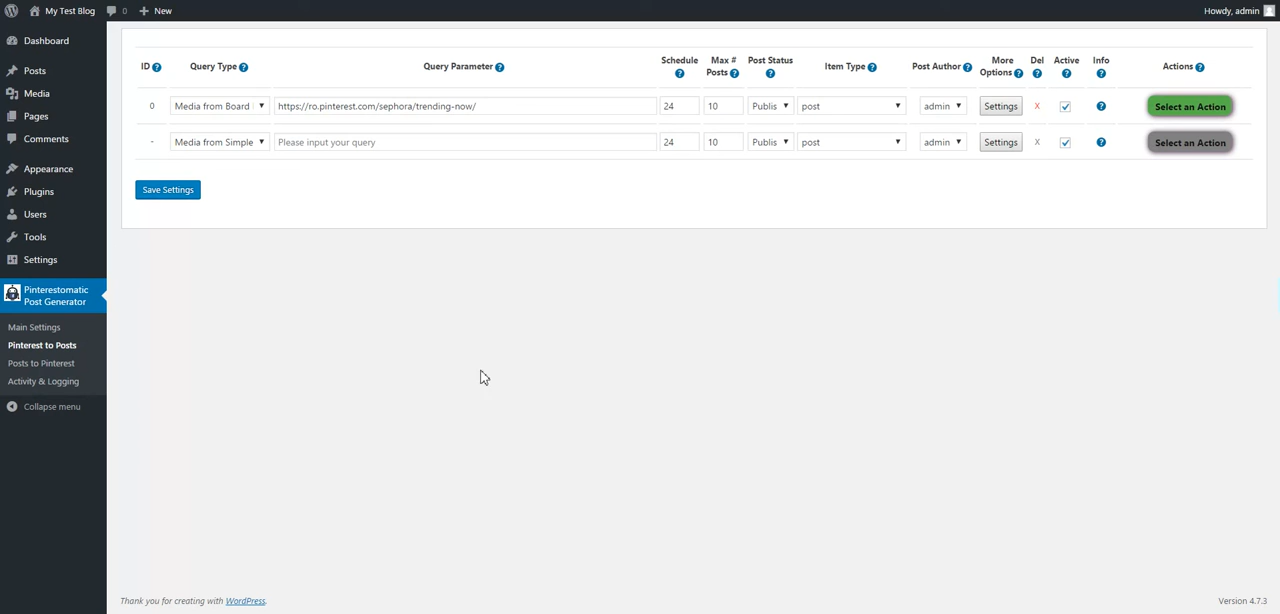 My Test Blog 0 New Howdy, admin
Dashboard
Posts
Media
Pages
Comments
Appearance
Plugins
Users
Tools
Settings
Pinterestomatic
Post Generator
Main Settings
Pinterest to Posts
Posts to Pinterest
Activity & Logging
Collapse menu
ID Query Type Query Parameter Schedule Max # Posts Post Status Item Type Post Author More Options Del Active Info Actions
0 Media from Board https://ro.pinterest.com/sephora/trending-now/ 24 10 Publis post admin Settings X Select an Action
- Media from Simple Please input your query 24 10 Publis post admin Settings X Select an Action
Save Settings
Thank you for creating with WordPress. Version 4.7.3